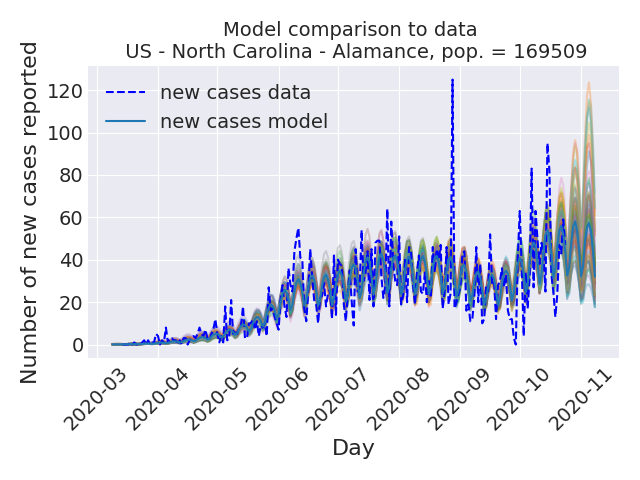 Model comparison to data
US - North Carolina - Alamance, pop. = 169509
Number of new cases reported
120
100
80
60
40
20
0
new cases data
new cases model
2020-03
2020-04
2020-05
2020-06
2020-07
2020-08
2020-09
2020-10
2020-11
Day